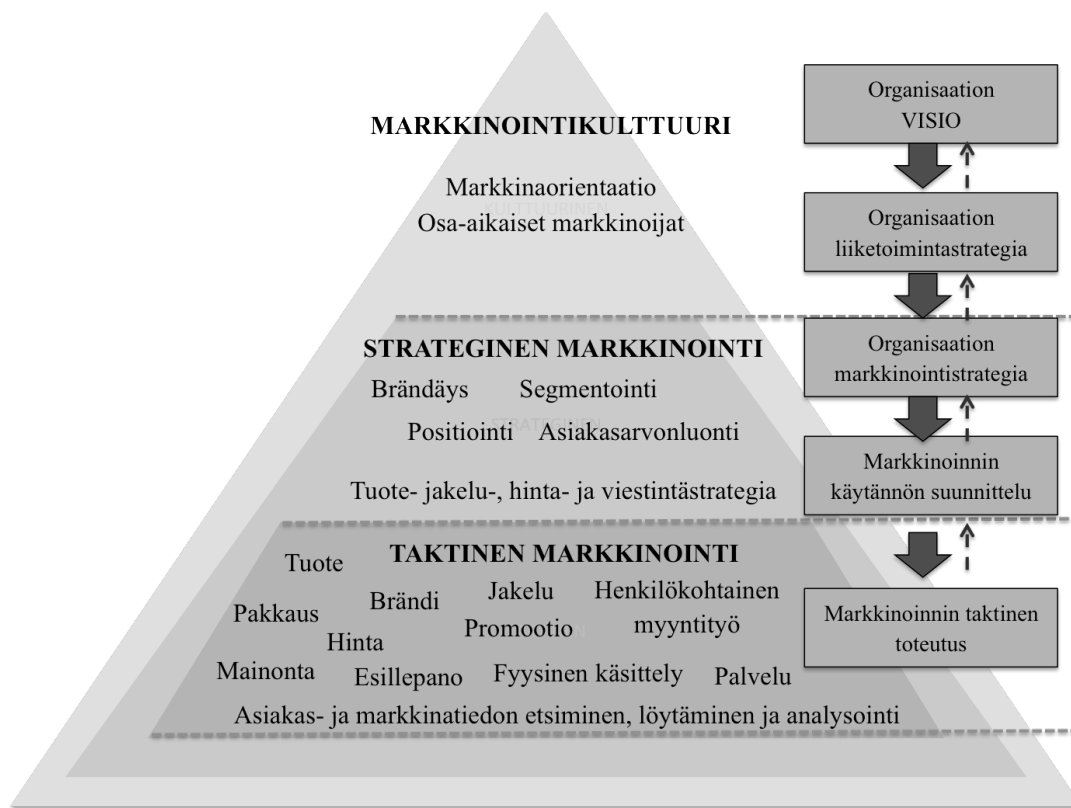 MARKKINOINTIKULTTUURI
Markkinaorientaatio
KULTTUURINEN
Osa-aikaiset markkinoijat
STRATEGINEN MARKKINOINTI
Brändäys Segmentointi
STRATEGINEN
Positiointi Asiakasarvonluonti
Tuote- jakelu-, hinta- ja viestintästrategia
TAKTINEN MARKKINOINTI
Tuote
Jakelu Henkilökohtainen
myyntityö
Pakkaus Brändi
Promootio
Hinta
Mainonta Esillepano Fyysinen käsittely Palvelu
Asiakas- ja markkinatiedon etsiminen, löytäminen ja analysointi
Organisaation
VISIO
Organisaation
liiketoimintastrategia
Organisaation
markkinointistrategia
Markkinoinnin
käytännön suunnittelu
Markkinoinnin taktinen
toteutus